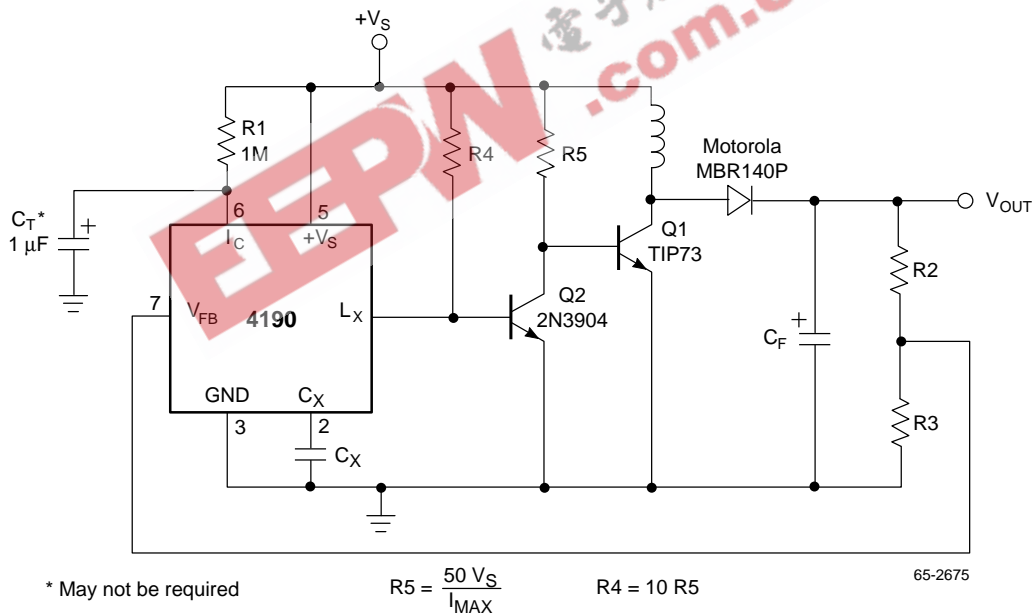 +VS
R1
1M
R4
R5
Motorola
MBR140P
VOUT
CT*
1 µF
+
6
5
IC
+VS
Q1
TIP73
R2
7
VFB
4190
LX
Q2
2N3904
+
CF
GND
CX
3
2
CX
R3
* May not be required
R5 = 50 VS / IMAX
R4 = 10 R5
65-2675
EEPW
.com.c